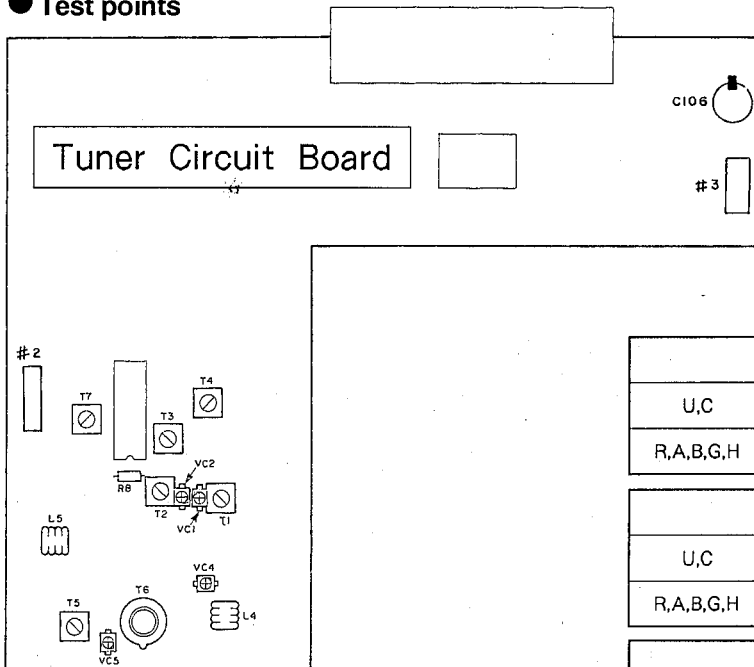 ● Test points
C106
Tuner Circuit Board
#3
#2
T4
T7
T3
VC2
R8
T2
VC1
T1
L5
VC4
T6
T5
L4
VC5
U,C
R,A,B,G,H
U,C
R,A,B,G,H